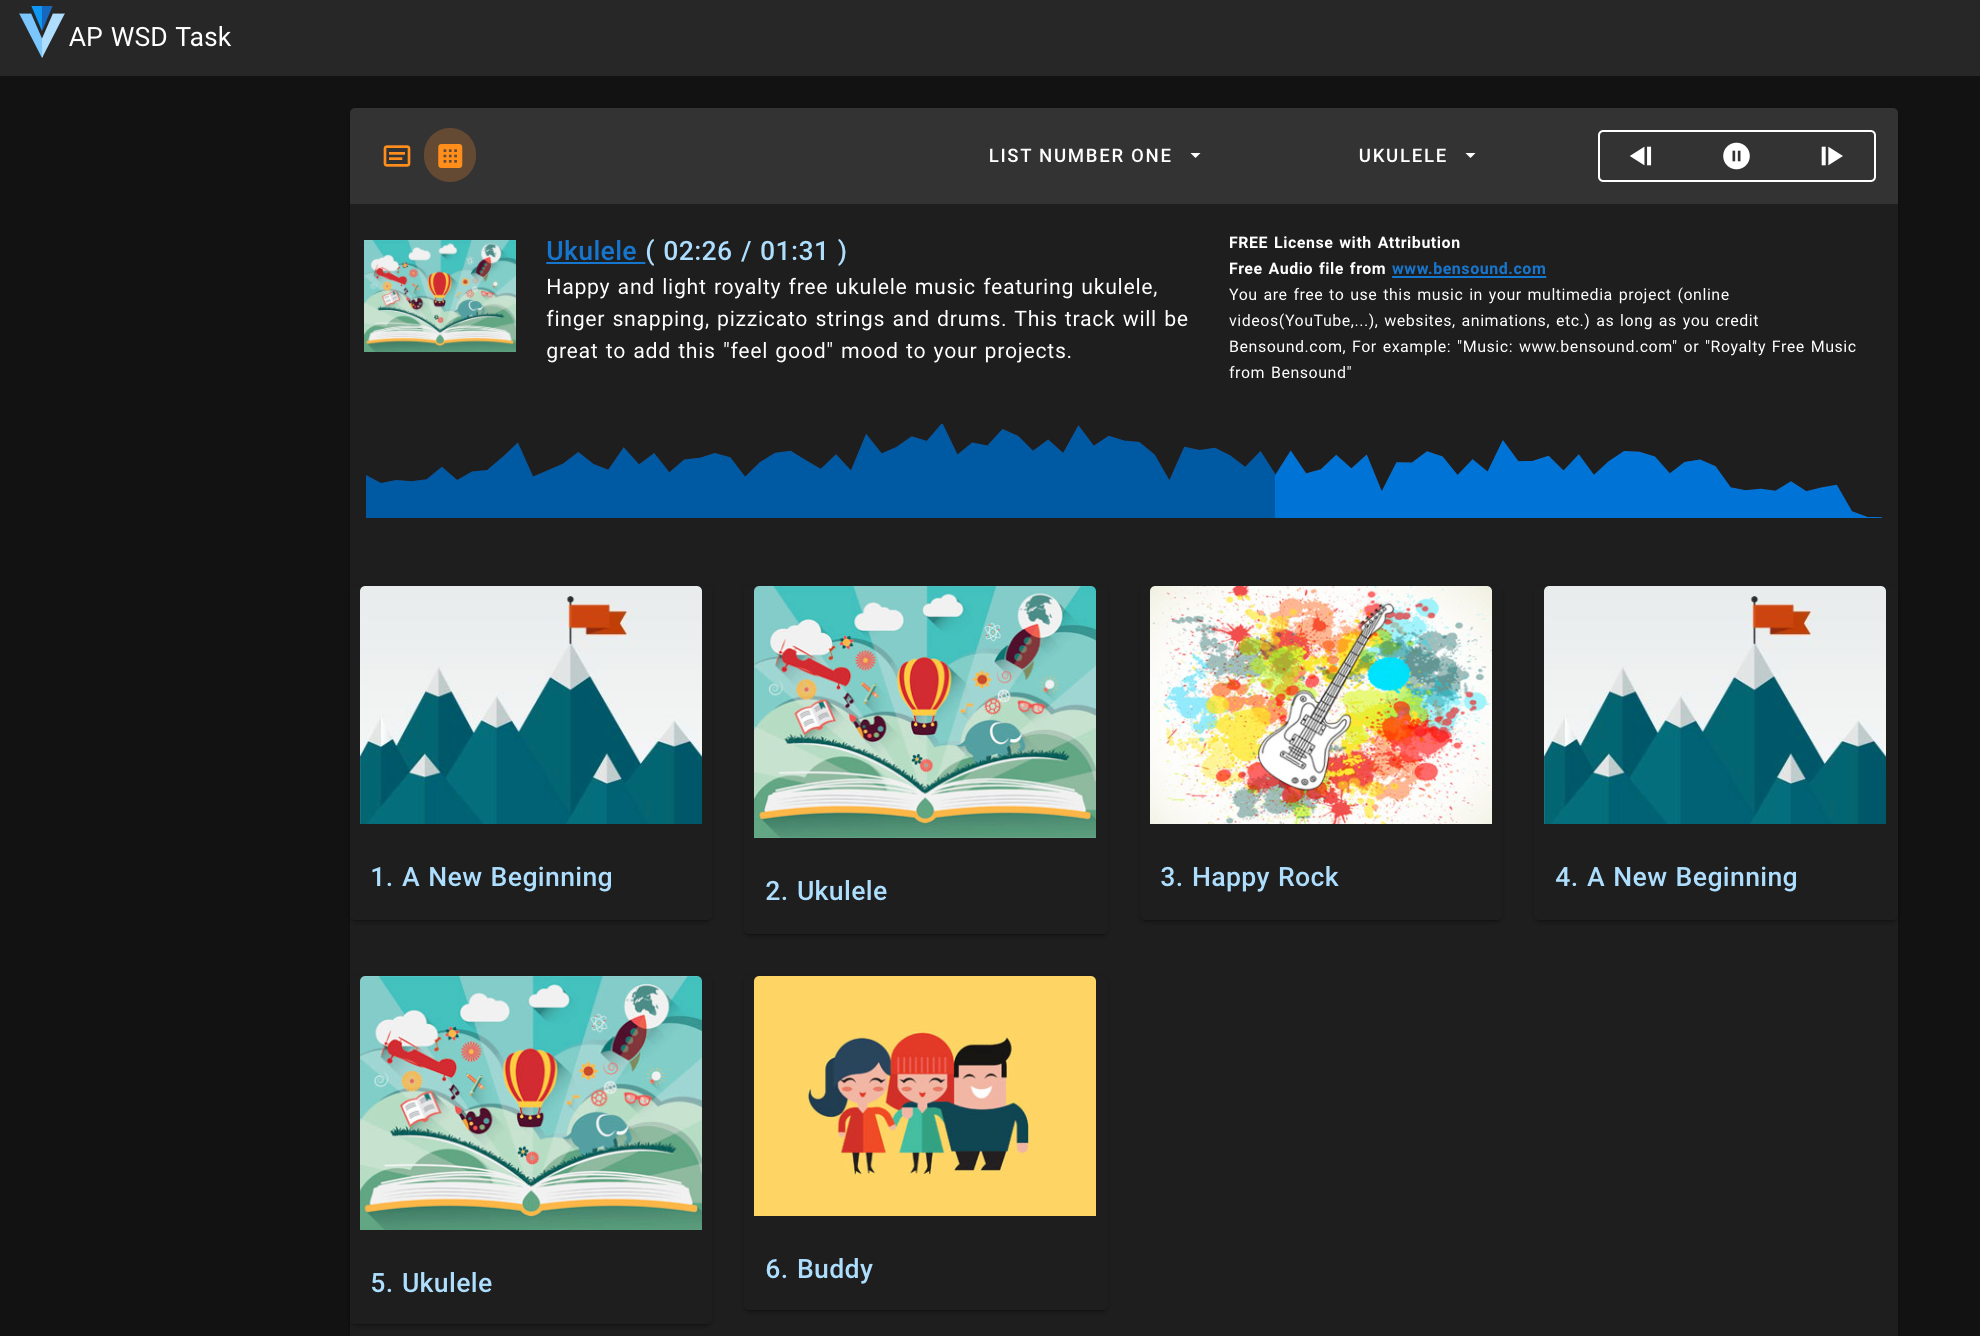 AP WSD Task
LIST NUMBER ONE
UKULELE
Ukulele ( 02:26 / 01:31 )
Happy and light royalty free ukulele music featuring ukulele,
finger snapping, pizzicato strings and drums. This track will be
great to add this "feel good" mood to your projects.
FREE License with Attribution
Free Audio file from www.bensound.com
You are free to use this music in your multimedia project (online
videos(YouTube,...), websites, animations, etc.) as long as you credit
Bensound.com, For example: "Music: www.bensound.com" or "Royalty Free Music
from Bensound"
1. A New Beginning
2. Ukulele
3. Happy Rock
4. A New Beginning
5. Ukulele
6. Buddy